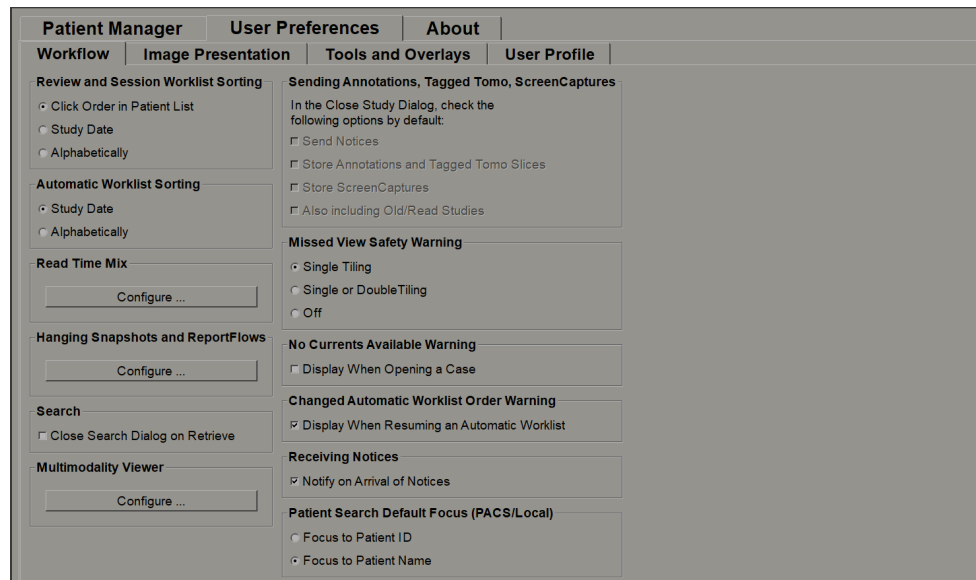 Patient Manager
User Preferences
About
Workflow
Image Presentation
Tools and Overlays
User Profile
Review and Session Worklist Sorting
Click Order in Patient List
Study Date
Alphabetically
Automatic Worklist Sorting
Study Date
Alphabetically
Read Time Mix
Configure ...
Hanging Snapshots and ReportFlows
Configure ...
Search
Close Search Dialog on Retrieve
Multimodality Viewer
Configure ...
Sending Annotations, Tagged Tomo, ScreenCaptures
In the Close Study Dialog, check the
following options by default:
Send Notices
Store Annotations and Tagged Tomo Slices
Store ScreenCaptures
Also including Old/Read Studies
Missed View Safety Warning
Single Tiling
Single or DoubleTiling
Off
No Currents Available Warning
Display When Opening a Case
Changed Automatic Worklist Order Warning
Display When Resuming an Automatic Worklist
Receiving Notices
Notify on Arrival of Notices
Patient Search Default Focus (PACS/Local)
Focus to Patient ID
Focus to Patient Name